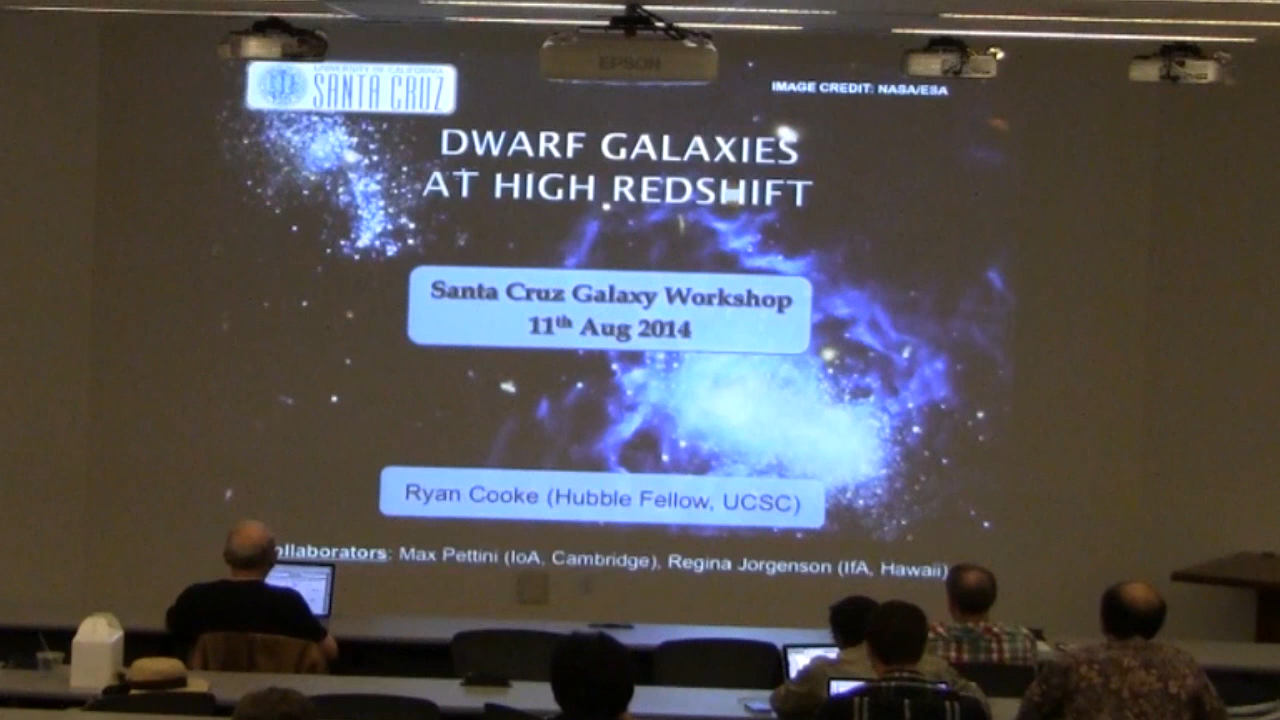 EPSON
UNIVERSITY OF CALIFORNIA
SANTA CRUZ
IMAGE CREDIT: NASA/ESA
DWARF GALAXIES
AT HIGH REDSHIFT
Santa Cruz Galaxy Workshop
11th Aug 2014
Ryan Cooke (Hubble Fellow, UCSC)
ollaborators: Max Pettini (IoA, Cambridge), Regina Jorgenson (IfA, Hawaii)